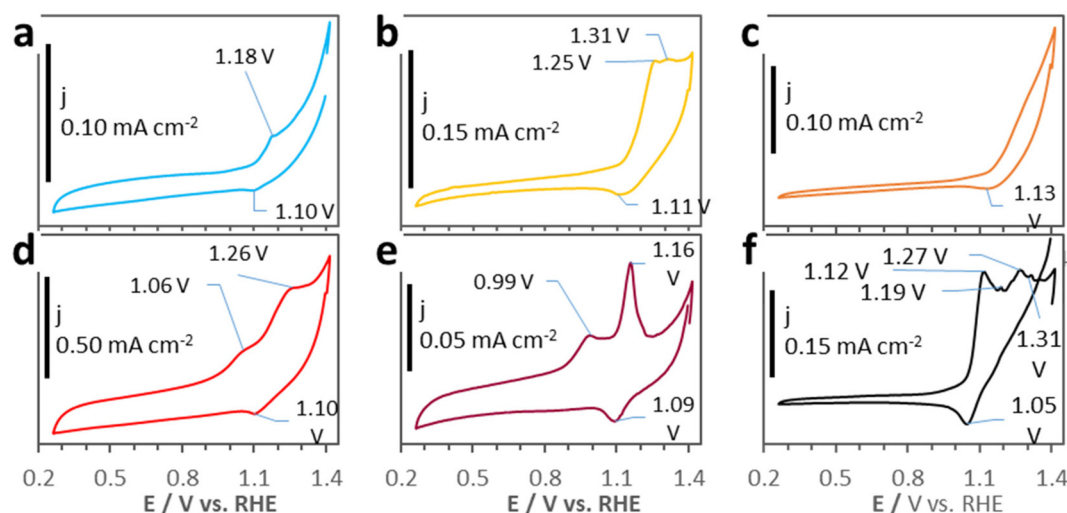 a
1.18 V
j
0.10 mA cm-2
1.10 V
b
1.31 V
1.25 V
j
0.15 mA cm-2
1.11 V
c
j
0.10 mA cm-2
1.13
V
d
1.26 V
1.06 V
j
0.50 mA cm-2
1.10
V
0.2 0.5 0.8 1.1 1.4
E / V vs. RHE
e
1.16
V
0.99 V
j
0.05 mA cm-2
1.09
V
0.2 0.5 0.8 1.1 1.4
E / V vs. RHE
f
1.27 V
1.12 V
1.19 V
j
0.15 mA cm-2
1.31
V
1.05
V
0.2 0.5 0.8 1.1 1.4
E / V vs. RHE